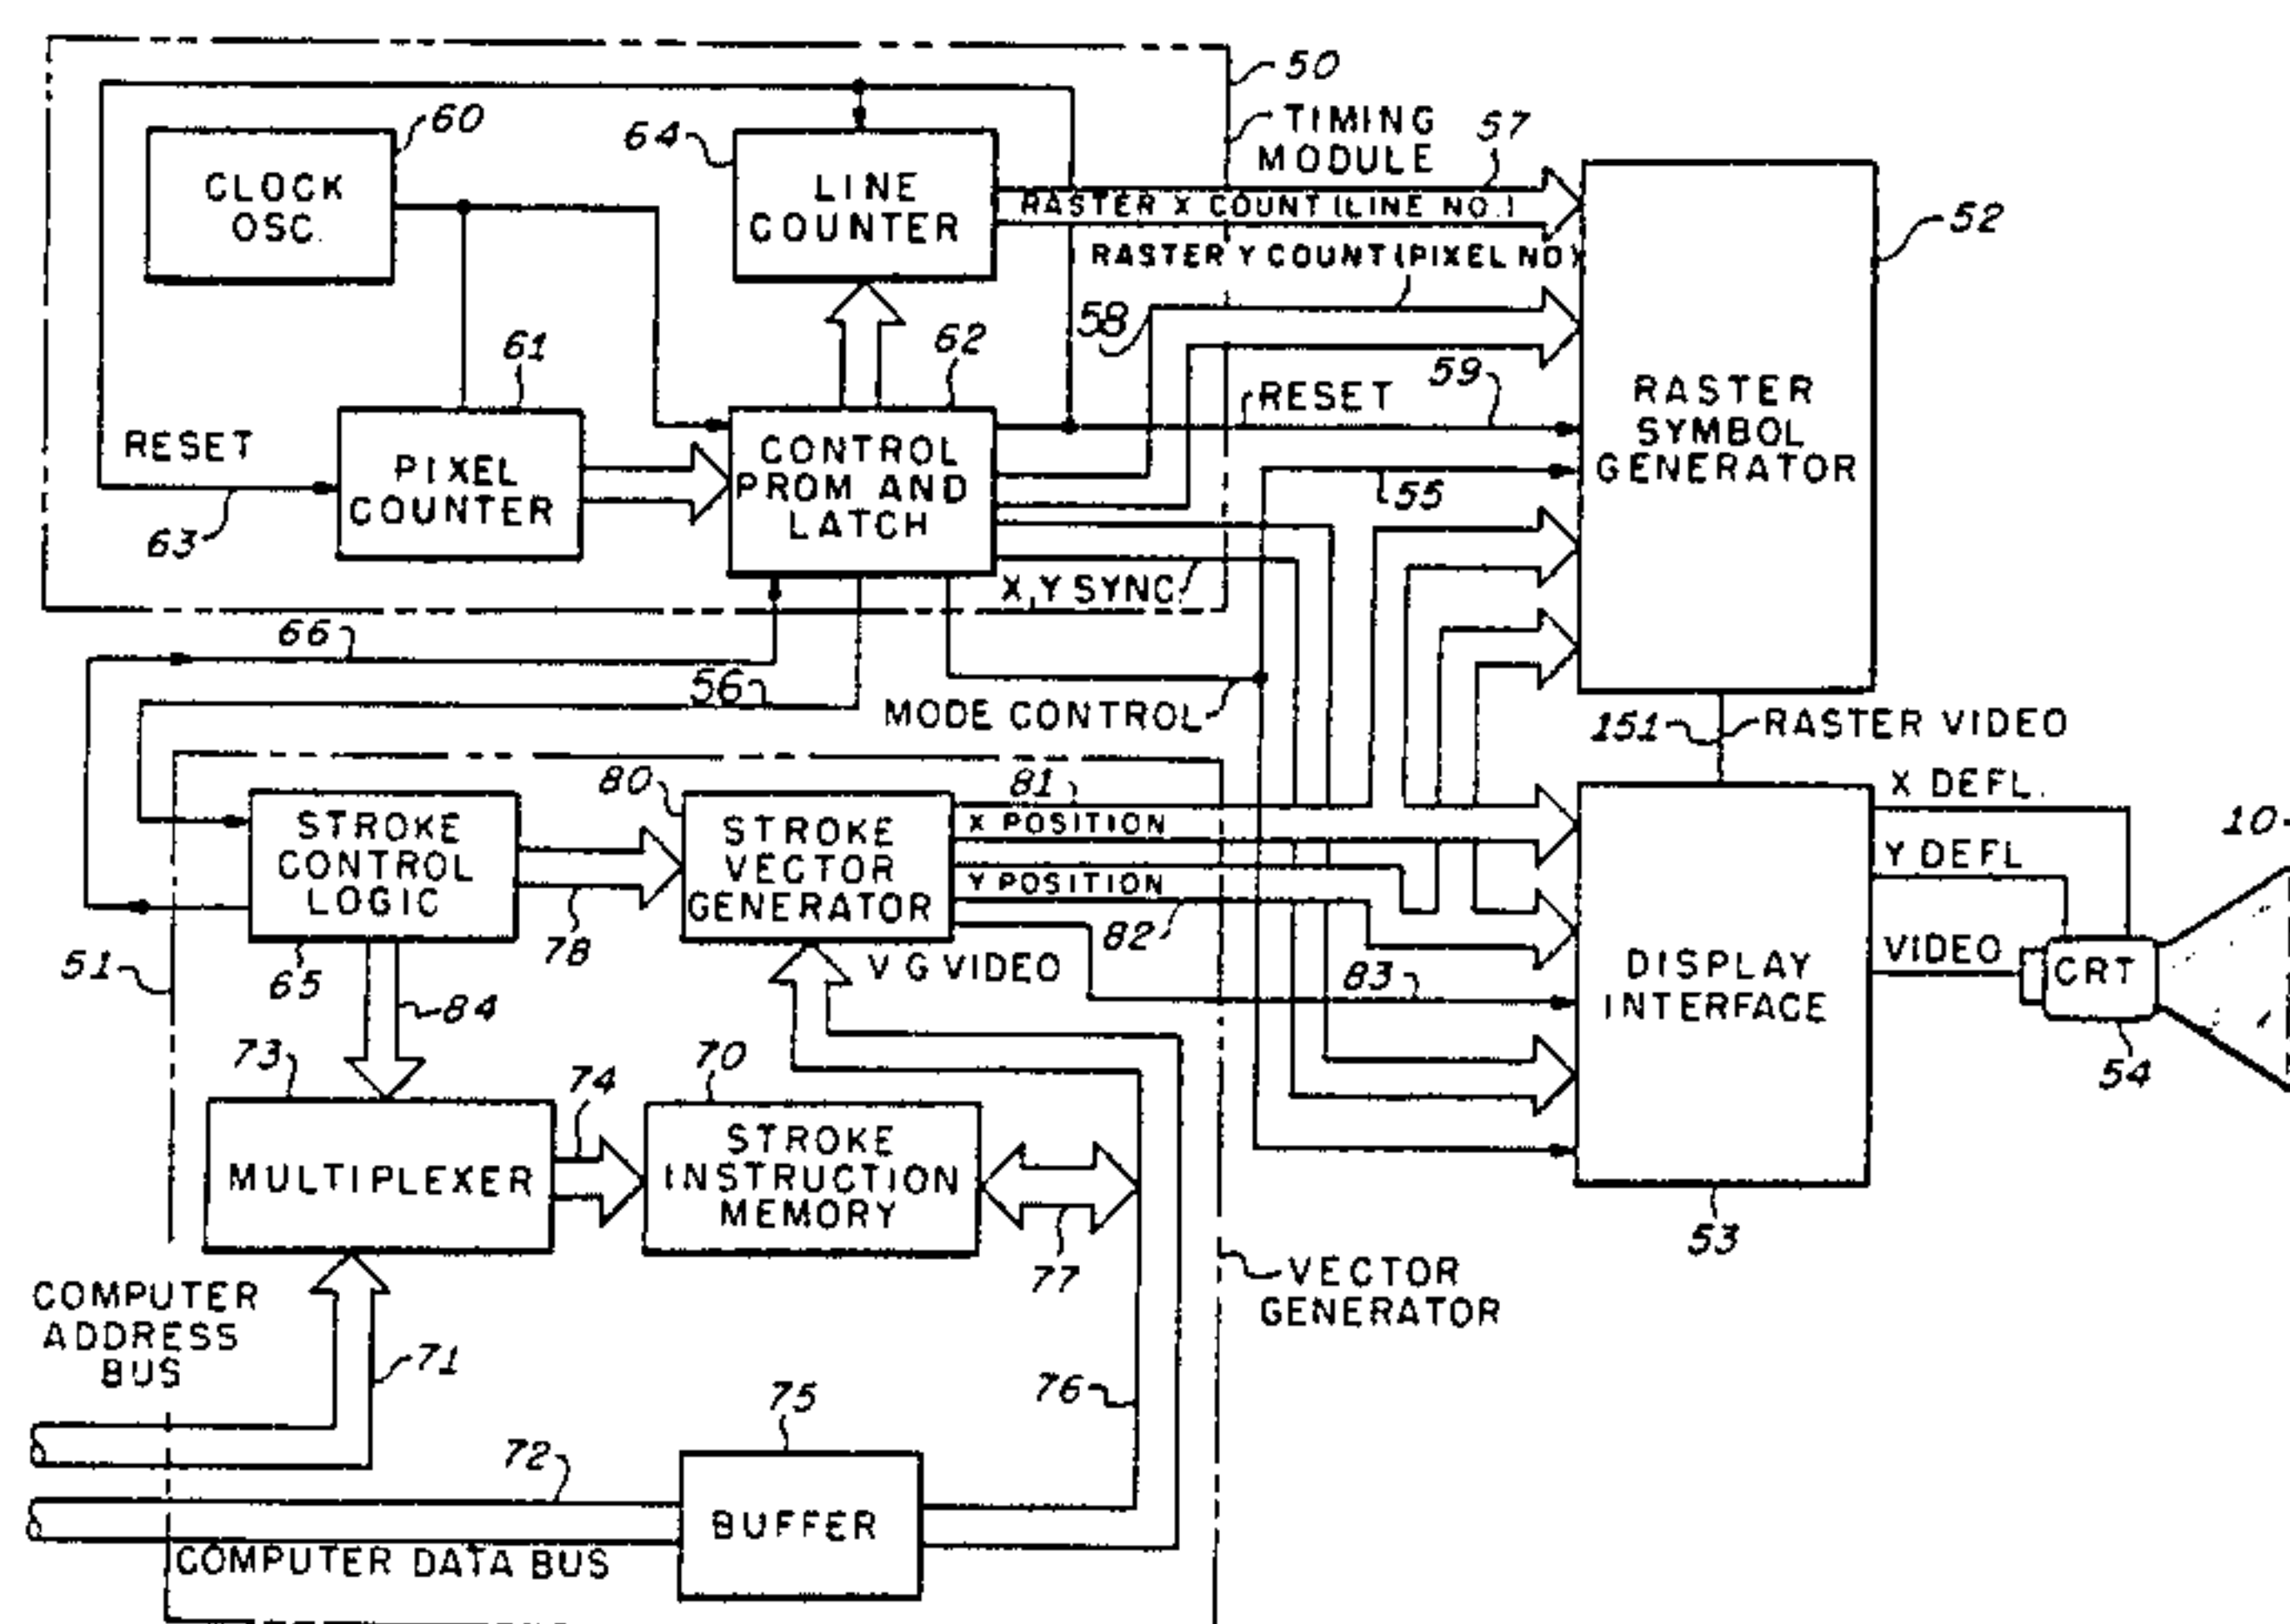 50
TIMING
MODULE
60
CLOCK
OSC.
64
LINE
COUNTER
57
RASTER X COUNT (LINE NO.)
RASTER Y COUNT (PIXEL NO)
52
58
61
62
59
RESET
RESET
63
PIXEL
COUNTER
CONTROL
PROM AND
LATCH
55
RASTER
SYMBOL
GENERATOR
X,Y SYNC
66
56
MODE CONTROL
151
RASTER VIDEO
80
81
X DEFL.
10
STROKE
CONTROL
LOGIC
STROKE
VECTOR
GENERATOR
X POSITION
Y POSITION
Y DEFL
51
65
78
82
V G VIDEO
83
DISPLAY
INTERFACE
VIDEO
CRT
54
84
73
74
70
MULTIPLEXER
STROKE
INSTRUCTION
MEMORY
77
53
COMPUTER
ADDRESS
BUS
71
VECTOR
GENERATOR
76
75
72
BUFFER
COMPUTER DATA BUS